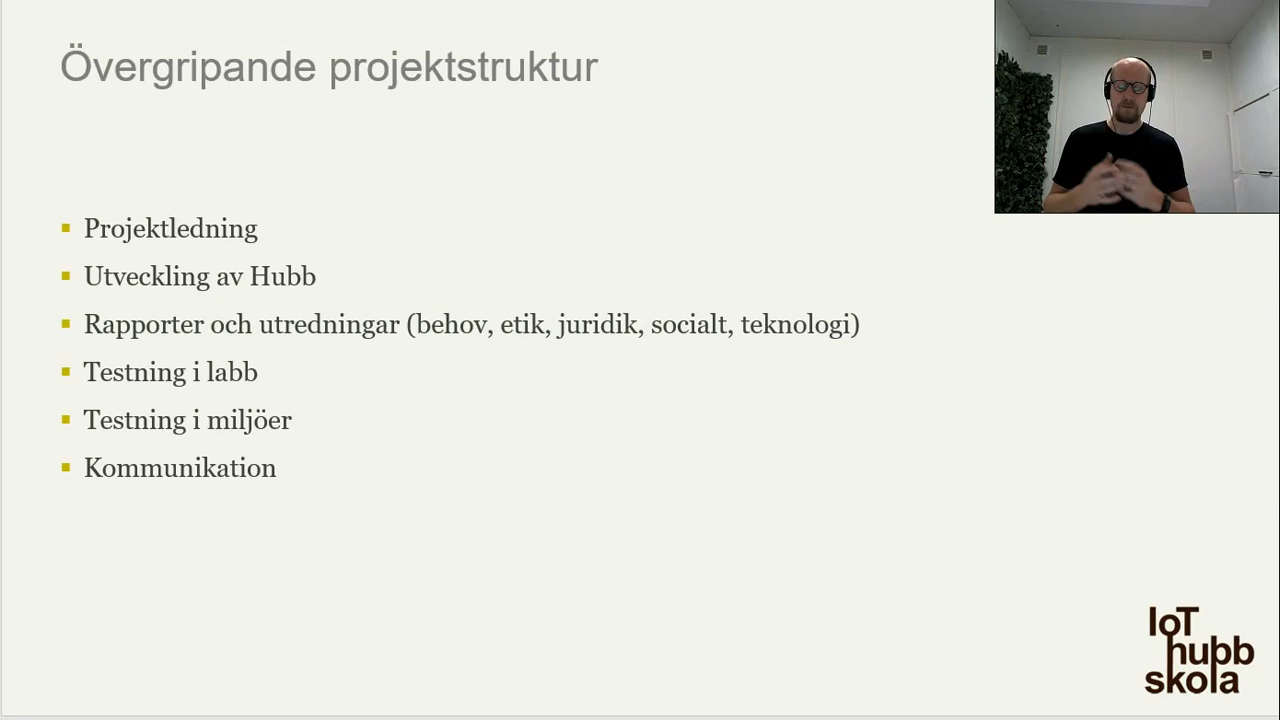 Övergripande projektstruktur
Projektledning
Utveckling av Hubb
Rapporter och utredningar (behov, etik, juridik, socialt, teknologi)
Testning i labb
Testning i miljöer
Kommunikation
IoT
hubb
skola